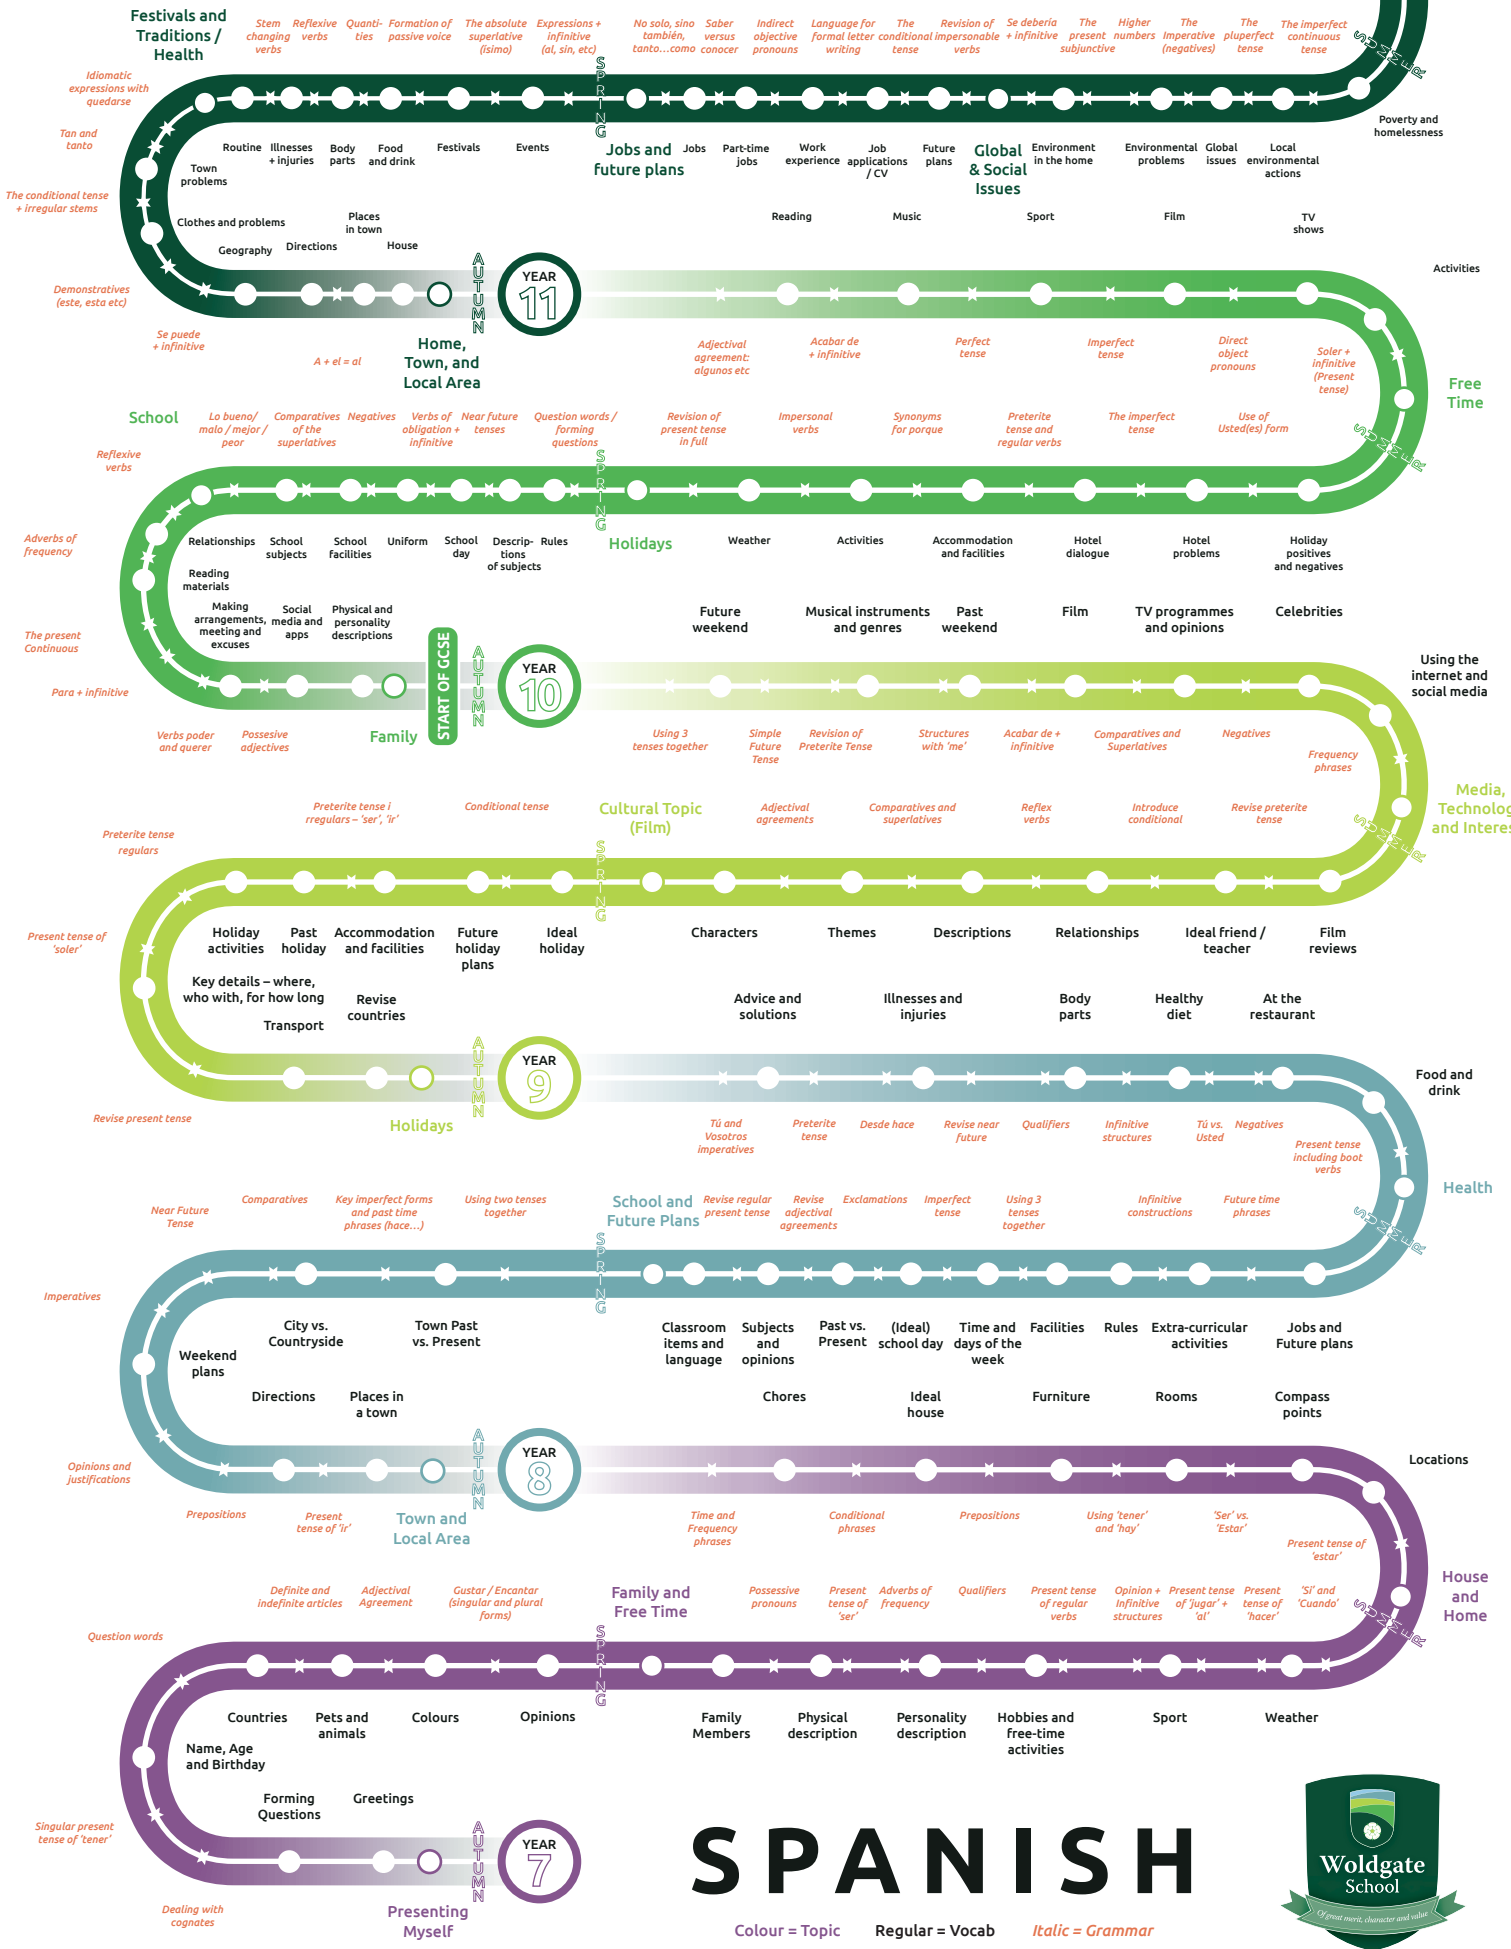 Festivals and
Traditions /
Health
Stem
changing
verbs
Reflexive
verbs
Quanti-
ties
Formation of
passive voice
The absolute
superlative
(ísimo)
Expressions +
infinitive
(al, sin, etc)
No solo, sino
también,
tanto...como
Saber
versus
conocer
Indirect
objective
pronouns
Language for
formal letter
writing
The
conditional
tense
Revision of
impersonable
verbs
Se debería
+ infinitive
The
present
subjunctive
Higher
numbers
The
Imperative
(negatives)
The
pluperfect
tense
The imperfect
continuous
tense
SUMMER
SPRING
Idiomatic
expressions with
quedarse
Tan and
tanto
The conditional tense
+ irregular stems
Demonstratives
(este, esta etc)
Se puede
+ infinitive
A + el = al
Poverty and
homelessness
Routine
Illnesses
+ injuries
Body
parts
Food
and drink
Festivals
Events
Jobs and
future plans
Jobs
Part-time
jobs
Work
experience
Job
applications
/ CV
Future
plans
Global
& Social
Issues
Environment
in the home
Environmental
problems
Global
issues
Local
environmental
actions
Town
problems
Clothes and problems
Geography
Directions
Places
in town
House
AUTUMN
YEAR
11
Home,
Town, and
Local Area
Reading
Music
Sport
Film
TV
shows
Activities
Adjectival
agreement:
algunos etc
Acabar de
+ infinitive
Perfect
tense
Imperfect
tense
Direct
object
pronouns
Soler +
infinitive
(Present
tense)
Free
Time
SUMMER
School
Lo bueno/
malo / mejor /
peor
Comparatives
of the
superlatives
Negatives
Verbs of
obligation +
infinitive
Near future
tenses
Question words /
forming
questions
Revision of
present tense
in full
Impersonal
verbs
Synonyms
for porque
Preterite
tense and
regular verbs
The imperfect
tense
Use of
Usted(es) form
SPRING
Reflexive
verbs
Adverbs of
frequency
The present
Continuous
Para + infinitive
Verbs poder
and querer
Possesive
adjectives
Relationships
School
subjects
School
facilities
Uniform
School
day
Descrip-
tions
of subjects
Rules
Holidays
Weather
Activities
Accommodation
and facilities
Hotel
dialogue
Hotel
problems
Holiday
positives
and negatives
Reading
materials
Making
arrangements,
meeting and
excuses
Social
media and
apps
Physical and
personality
descriptions
Family
START OF GCSE
AUTUMN
YEAR
10
Future
weekend
Musical instruments
and genres
Past
weekend
Film
TV programmes
and opinions
Celebrities
Using the
internet and
social media
Using 3
tenses together
Simple
Future
Tense
Revision of
Preterite Tense
Structures
with ‘me’
Acabar de +
infinitive
Comparatives and
Superlatives
Negatives
Frequency
phrases
Media,
Technolog
and Interes
SUMMER
Preterite tense
regulars
Preterite tense i
rregulars – ‘ser’, ‘ir’
Conditional tense
Cultural Topic
(Film)
Adjectival
agreements
Comparatives and
superlatives
Reflex
verbs
Introduce
conditional
Revise preterite
tense
SPRING
Present tense of
‘soler’
Revise present tense
Holiday
activities
Past
holiday
Accommodation
and facilities
Future
holiday
plans
Ideal
holiday
Characters
Themes
Descriptions
Relationships
Ideal friend /
teacher
Film
reviews
Key details – where,
who with, for how long
Transport
Revise
countries
Holidays
AUTUMN
YEAR
9
Advice and
solutions
Illnesses and
injuries
Body
parts
Healthy
diet
At the
restaurant
Food and
drink
Tú and
Vosotros
imperatives
Preterite
tense
Desde hace
Revise near
future
Qualifiers
Infinitive
structures
Tú vs.
Usted
Negatives
Present tense
including boot
verbs
Health
SUMMER
Near Future
Tense
Comparatives
Key imperfect forms
and past time
phrases (hace...)
Using two tenses
together
School and
Future Plans
Revise regular
present tense
Revise
adjectival
agreements
Exclamations
Imperfect
tense
Using 3
tenses
together
Infinitive
constructions
Future time
phrases
SPRING
Imperatives
Opinions and
justifications
Prepositions
Present
tense of ‘ir’
City vs.
Countryside
Town Past
vs. Present
Classroom
items and
language
Subjects
and
opinions
Past vs.
Present
(Ideal)
school day
Time and
days of the
week
Facilities
Rules
Extra-curricular
activities
Jobs and
Future plans
Weekend
plans
Directions
Places in
a town
Town and
Local Area
AUTUMN
YEAR
8
Chores
Ideal
house
Furniture
Rooms
Compass
points
Locations
Time and
Frequency
phrases
Conditional
phrases
Prepositions
Using ‘tener’
and ‘hay’
‘Ser’ vs.
‘Estar’
Present tense of
‘estar’
House
and
Home
SUMMER
Question words
Definite and
indefinite articles
Adjectival
Agreement
Gustar / Encantar
(singular and plural
forms)
Family and
Free Time
Possessive
pronouns
Present
tense of
‘ser’
Adverbs of
frequency
Qualifiers
Present tense
of regular
verbs
Opinion +
Infinitive
structures
Present tense
of ‘jugar’ +
‘al’
Present
tense of
‘hacer’
‘Si’ and
‘Cuando’
SPRING
Singular present
tense of ‘tener’
Dealing with
cognates
Countries
Pets and
animals
Colours
Opinions
Family
Members
Physical
description
Personality
description
Hobbies and
free-time
activities
Sport
Weather
Name, Age
and Birthday
Forming
Questions
Greetings
Presenting
Myself
AUTUMN
YEAR
7
SPANISH
Colour = Topic
Regular = Vocab
Italic = Grammar
Woldgate
School
Of great merit, character and value